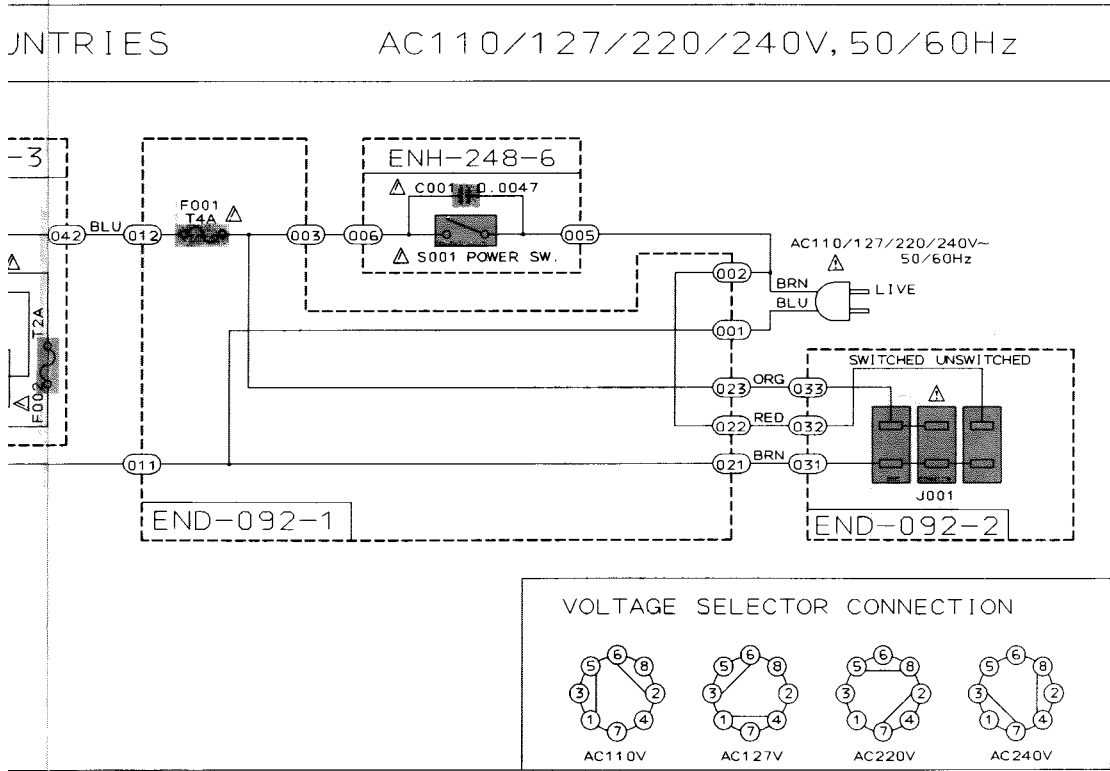 UNTRIES
AC110/127/220/240V, 50/60Hz
-3
ENH-248-6
C001 0.0047
F001
T4A
042 BLU 012
003 006
005
S001 POWER SW.
AC110/127/220/240V~
50/60Hz
002
BRN
LIVE
BLU
001
T2A
F002
SWITCHED UNSWITCHED
023 ORG 033
022 RED 032
011
021 BRN 031
J001
END-092-1
END-092-2
VOLTAGE SELECTOR CONNECTION
6 6 6 6
5 8 5 8 5 8 5 8
3 2 3 2 3 2 3 2
1 4 1 4 1 4 1 4
7 7 7 7
AC110V AC127V AC220V AC240V